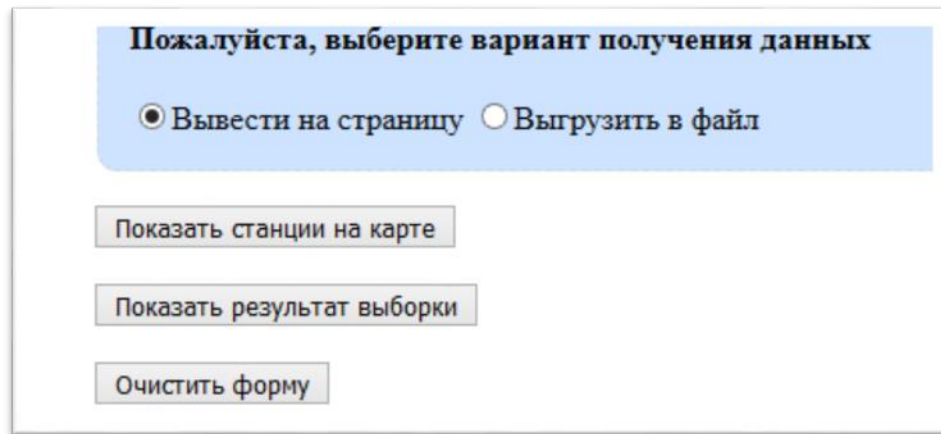 Пожалуйста, выберите вариант получения данных
Вывести на страницу Выгрузить в файл
Показать станции на карте
Показать результат выборки
Очистить форму